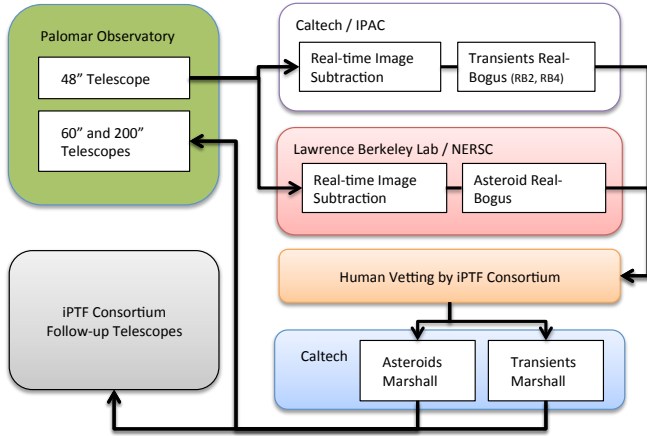 Palomar Observatory
48” Telescope
60” and 200”
Telescopes
Caltech / IPAC
Real-time Image
Subtraction
Transients Real-
Bogus (RB2, RB4)
Lawrence Berkeley Lab / NERSC
Real-time Image
Subtraction
Asteroid Real-
Bogus
Human Vetting by iPTF Consortium
iPTF Consortium
Follow-up Telescopes
Caltech
Asteroids
Marshall
Transients
Marshall